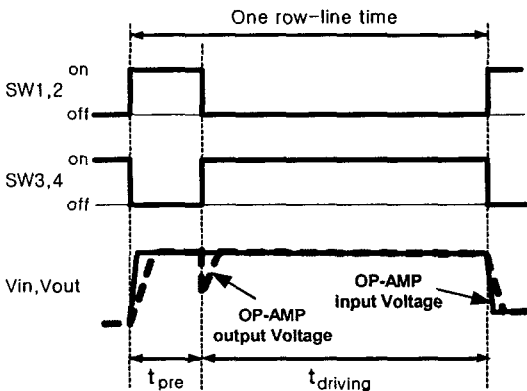 One row-line time
on
SW1,2
off
on
SW3,4
off
Vin,Vout
OP-AMP
output Voltage
OP-AMP
input Voltage
tpre
tdriving